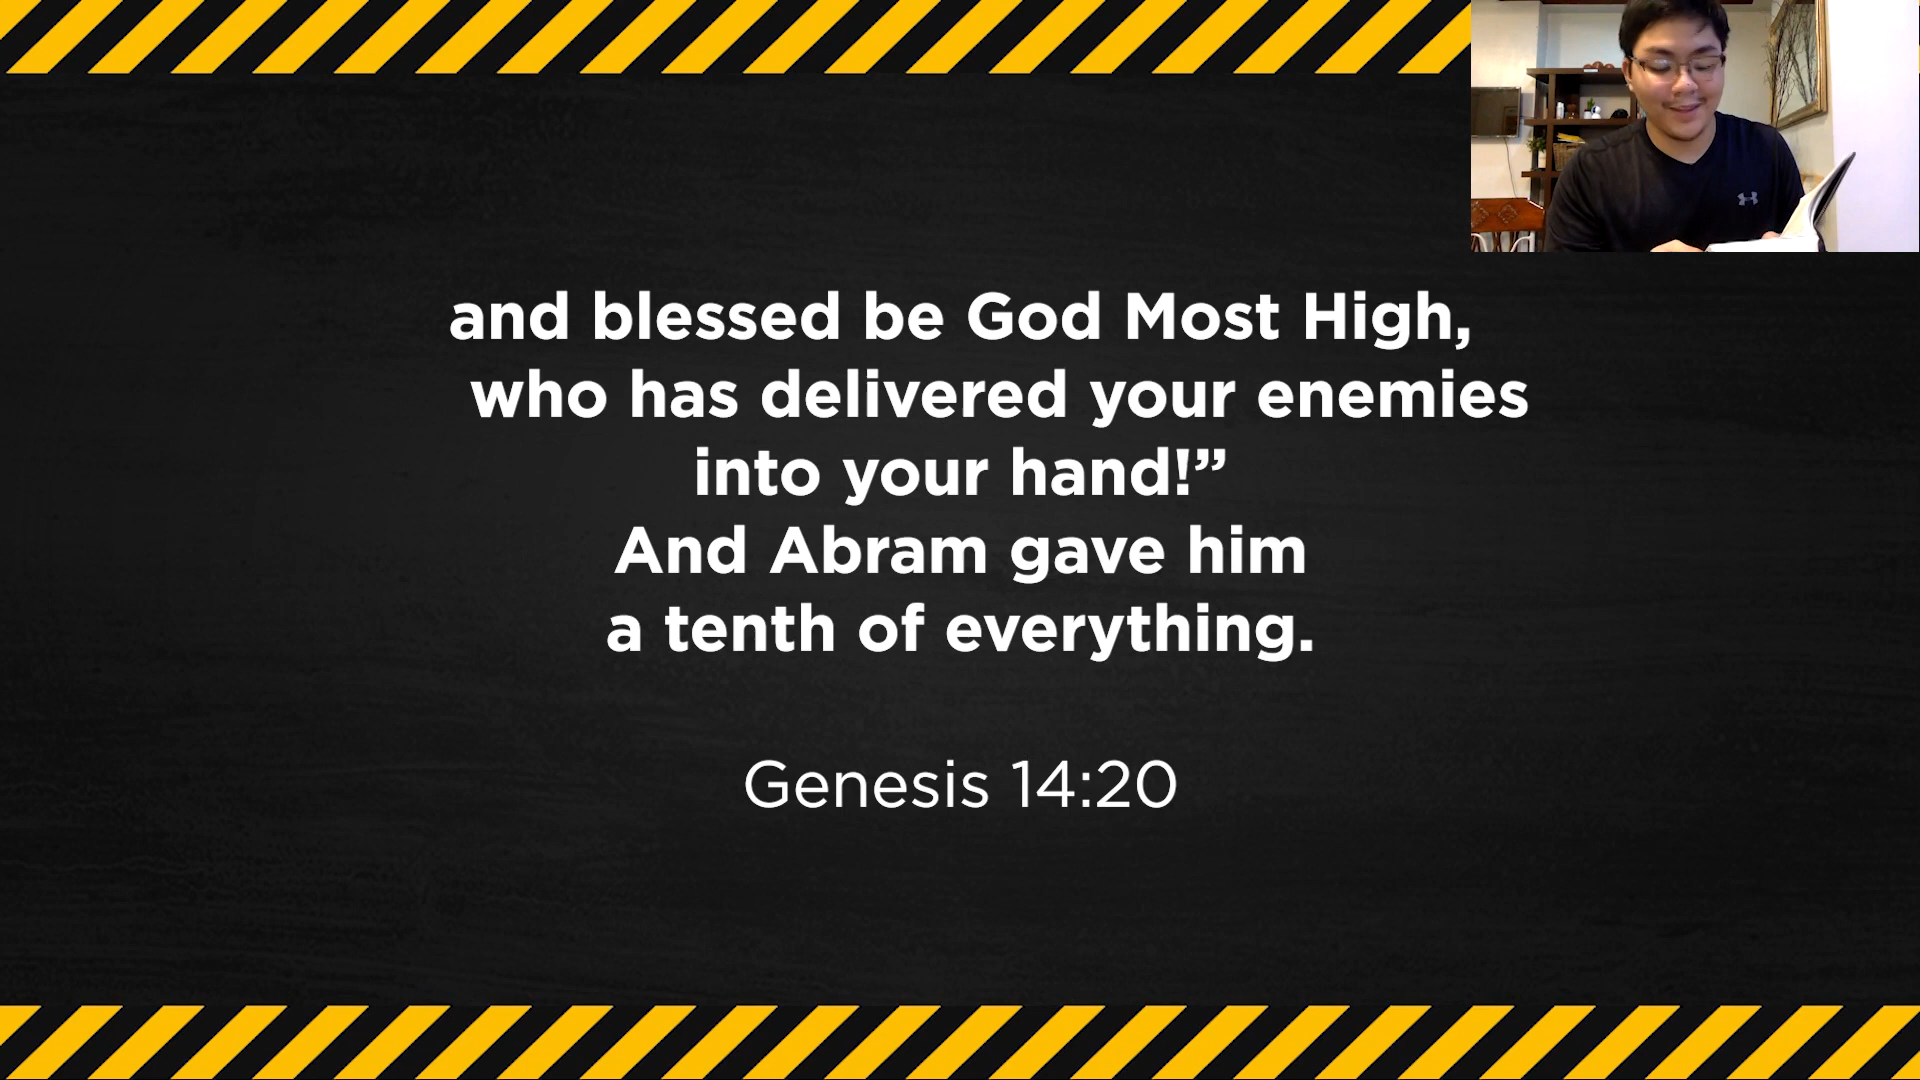 and blessed be God Most High,
who has delivered your enemies
into your hand!”
And Abram gave him
a tenth of everything.
Genesis 14:20